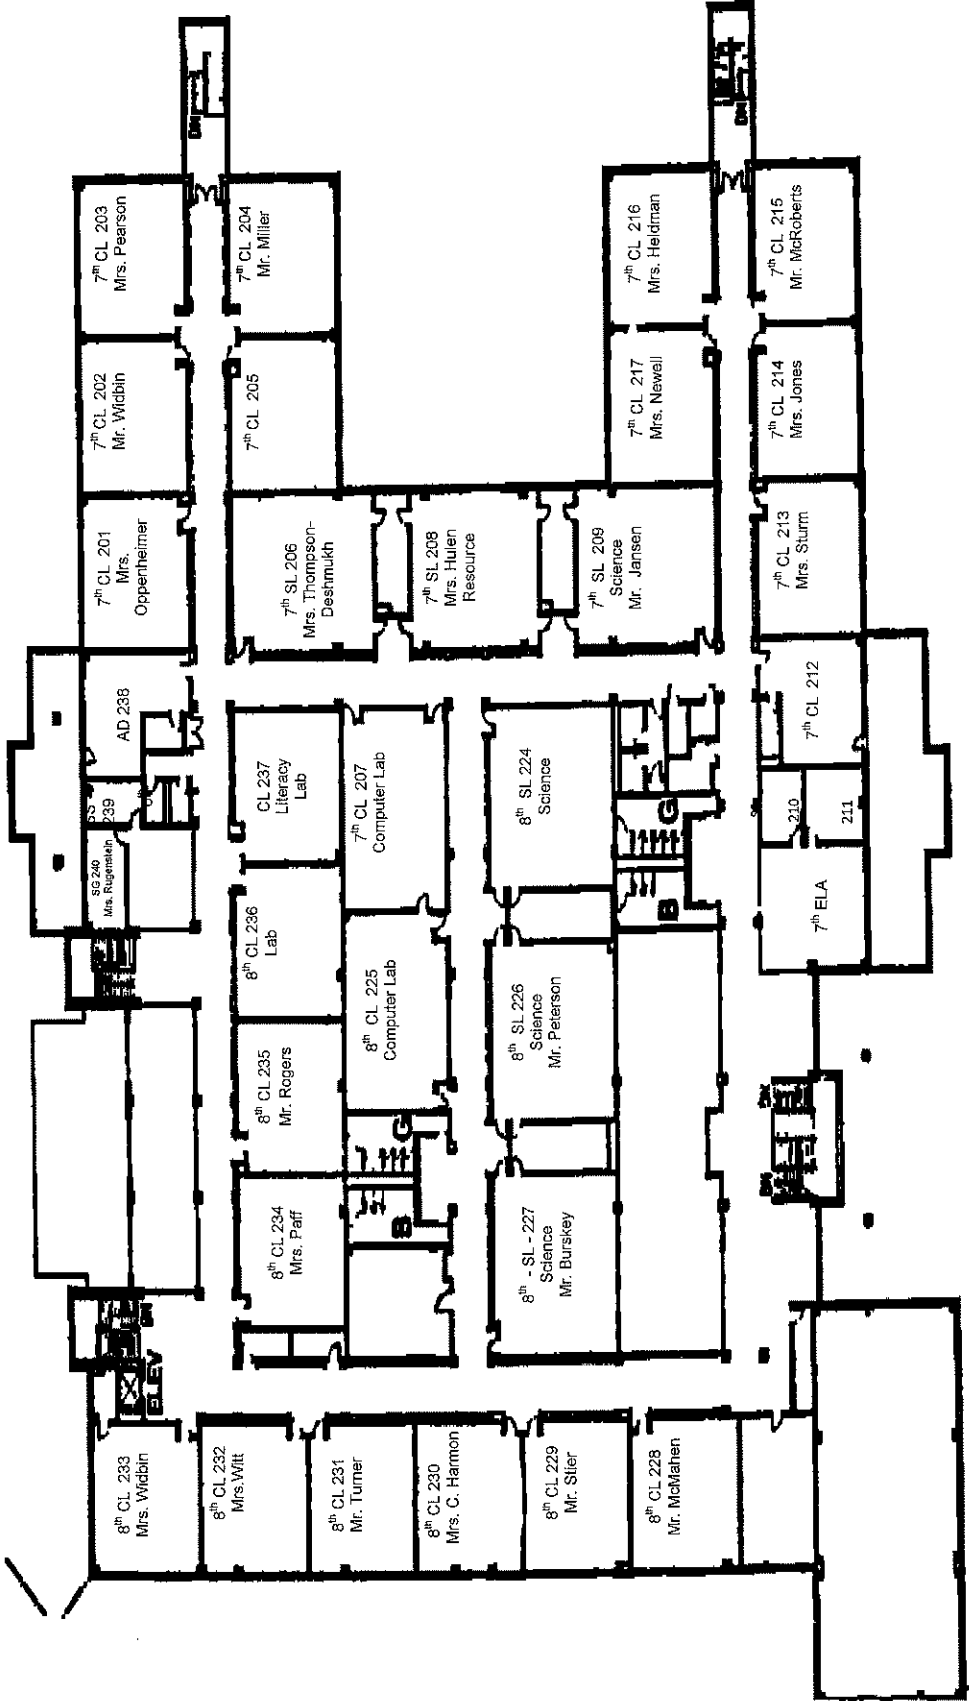 DN
DN
7th CL 203
Mrs. Pearson
7th CL 204
Mr. Miller
7th CL 216
Mrs. Heldman
7th CL 215
Mr. McRoberts
7th CL 202
Mr. Widbin
7th CL 205
7th CL 217
Mrs. Newell
7th CL 214
Mrs. Jones
7th CL 201
Mrs.
Oppenheimer
7th SL 206
Mrs. Thompson-
Deshmukh
7th SL 208
Mrs. Hulen
Resource
7th SL 209
Science
Mr. Jansen
7th CL 213
Mrs. Sturm
AD 238
SS
239
SG 240
Mrs. Rugenstein
CL 237
Literacy
Lab
7th CL 207
Computer Lab
8th SL 224
Science
G
B
7th CL 212
210
211
7th ELA
8th CL 236
Lab
8th CL 225
Computer Lab
8th SL 226
Science
Mr. Peterson
8th CL 235
Mr. Rogers
G
B
8th CL 234
Mrs. Paff
8th - SL - 227
Science
Mr. Burskey
DN
ELEV
DN
8th CL 233
Mrs. Widbin
8th CL 232
Mrs.Witt
8th CL 231
Mr. Turner
8th CL 230
Mrs. C. Harmon
8th CL 229
Mr. Stier
8th CL 228
Mr. McMahen